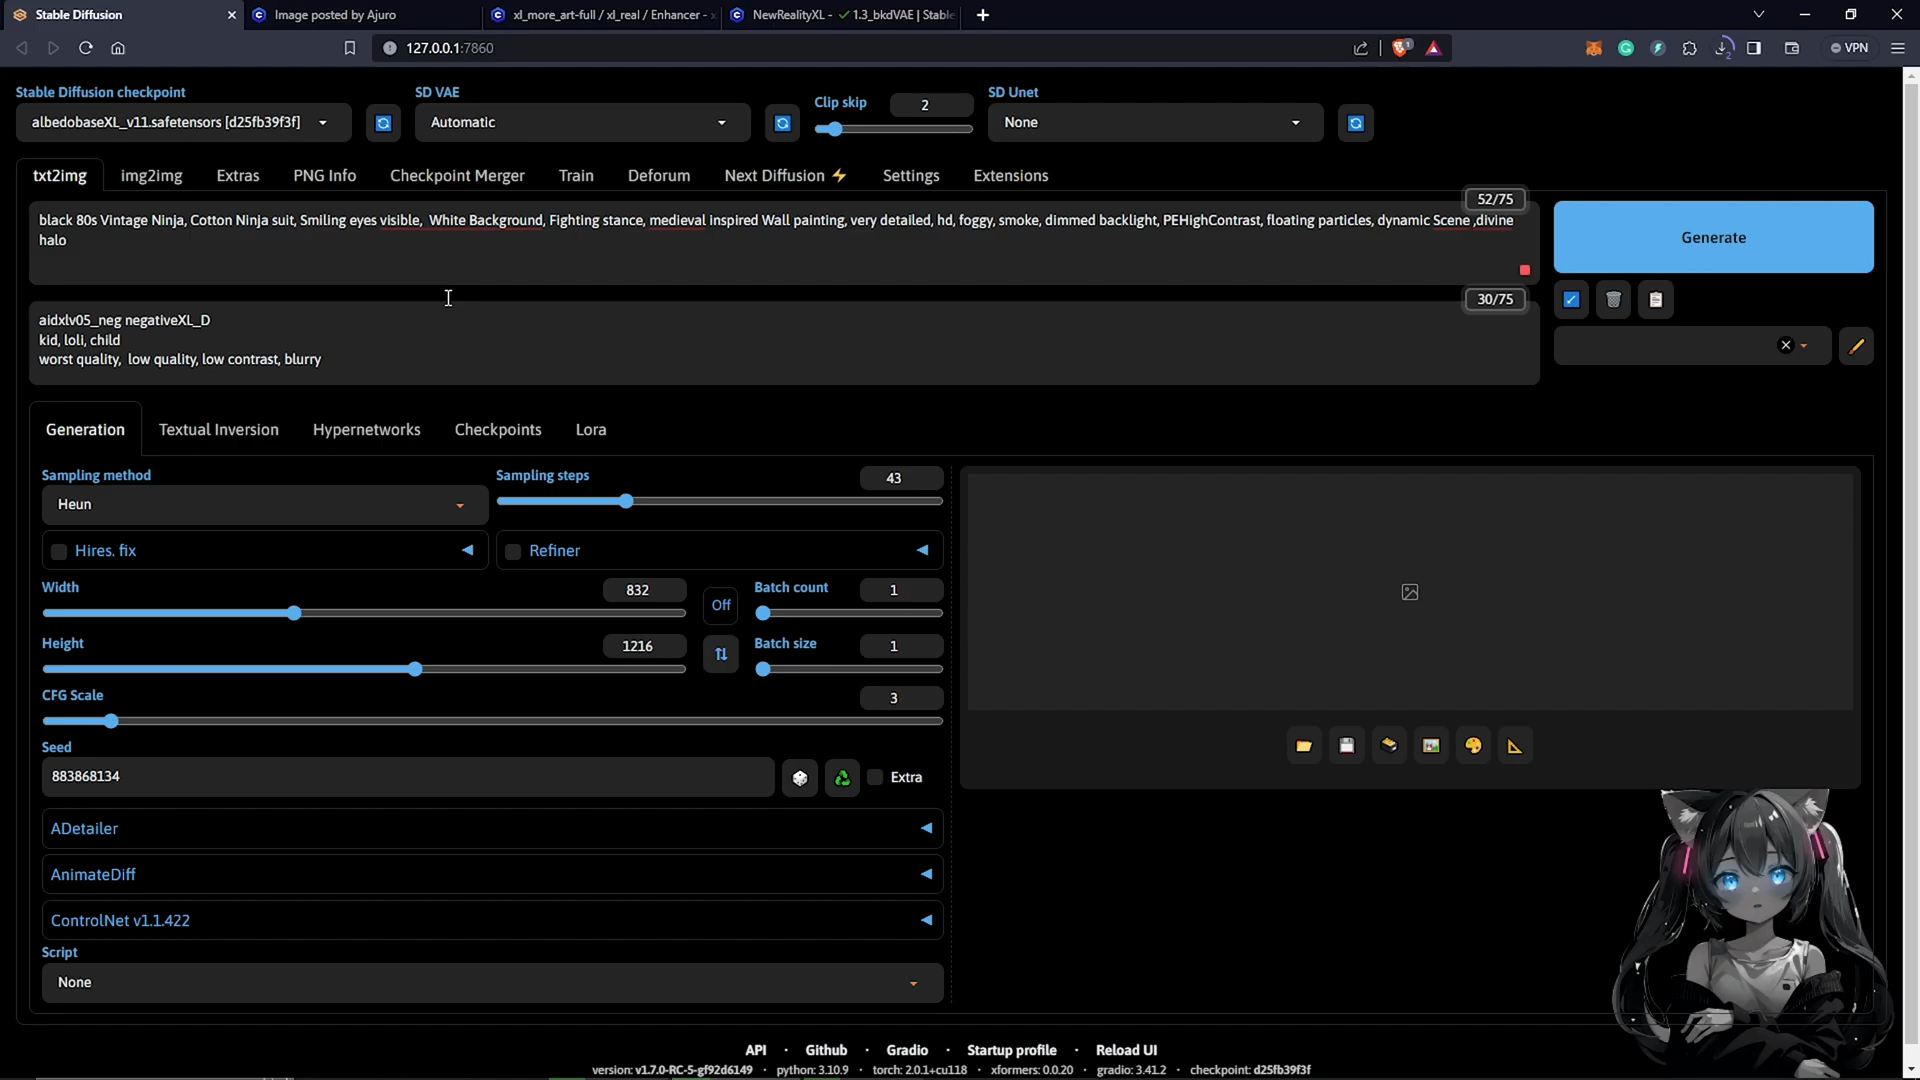 Stable Diffusion
Image posted by Ajuro
xl_more_art-full / xl_real / Enhancer - x
NewRealityXL - ✓ 1.3_bkdVAE | Stable
127.0.0.1:7860
1
2
VPN
Stable Diffusion checkpoint
albedobaseXL_v11.safetensors [d25fb39f3f]
SD VAE
Automatic
Clip skip
2
SD Unet
None
txt2img
img2img
Extras
PNG Info
Checkpoint Merger
Train
Deforum
Next Diffusion ⚡
Settings
Extensions
52/75
black 80s Vintage Ninja, Cotton Ninja suit, Smiling eyes visible,  White Background, Fighting stance, medieval inspired Wall painting, very detailed, hd, foggy, smoke, dimmed backlight, PEHighContrast, floating particles, dynamic Scene ,divine
halo
Generate
30/75
aidxlv05_neg negativeXL_D
kid, loli, child
worst quality,  low quality, low contrast, blurry
Generation
Textual Inversion
Hypernetworks
Checkpoints
Lora
Sampling method
Heun
Sampling steps
43
Hires. fix
Refiner
Width
832
Off
Batch count
1
Height
1216
Batch size
1
CFG Scale
3
Seed
883868134
Extra
ADetailer
AnimateDiff
ControlNet v1.1.422
Script
None
API · Github · Gradio · Startup profile · Reload UI
version: v1.7.0-RC-5-gf92d6149 · python: 3.10.9 · torch: 2.0.1+cu118 · xformers: 0.0.20 · gradio: 3.41.2 · checkpoint: d25fb39f3f